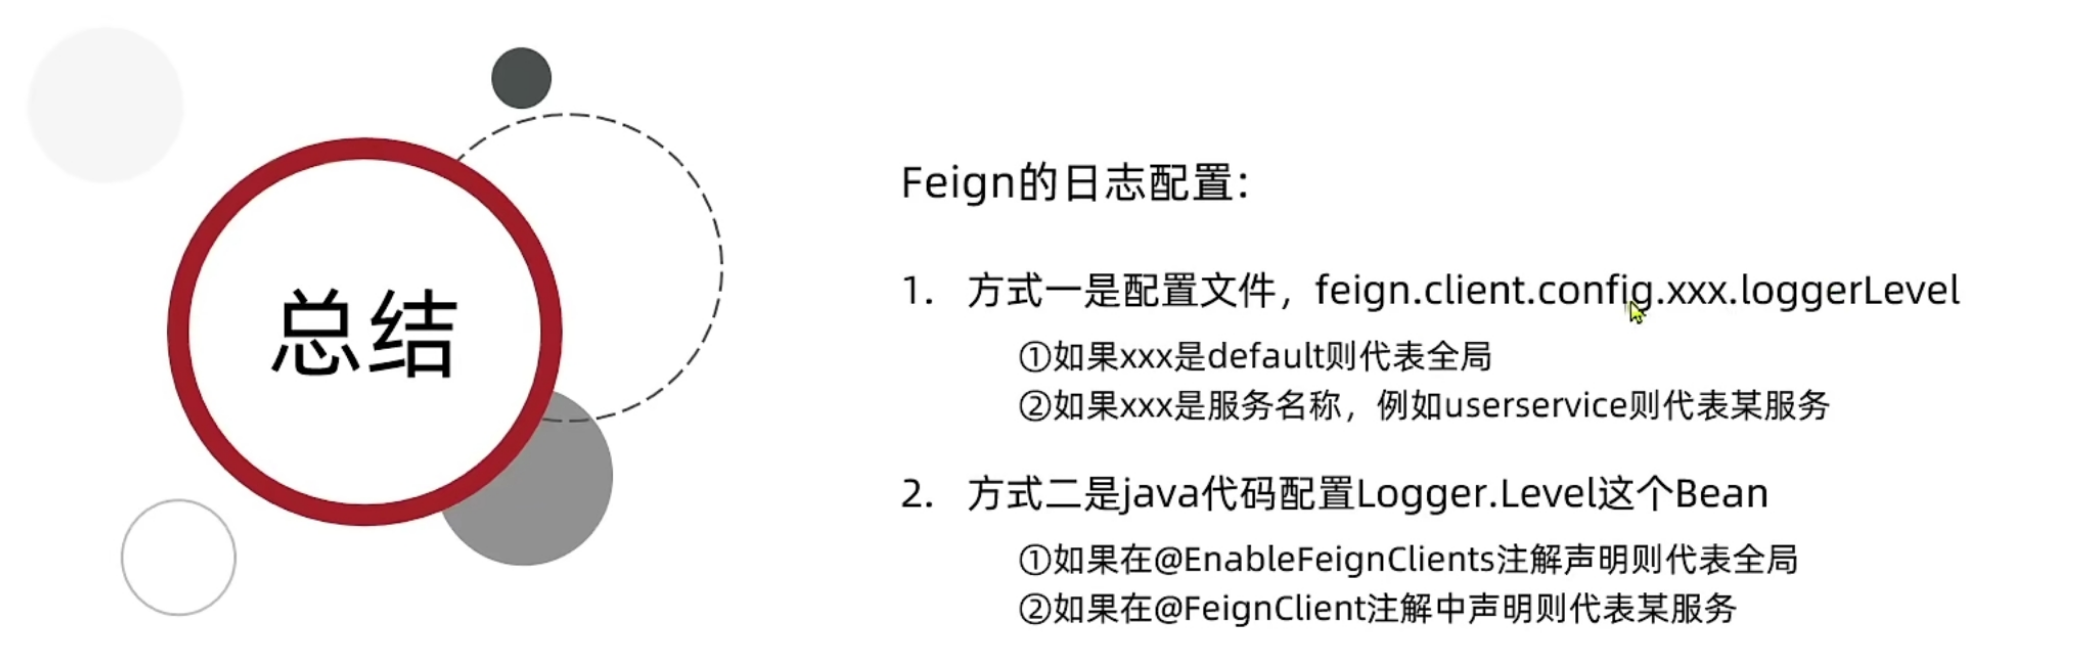 总结
Feign的日志配置：
1. 方式一是配置文件，feign.client.config.xxx.loggerLevel
①如果xxx是default则代表全局
②如果xxx是服务名称，例如userservice则代表某服务
2. 方式二是java代码配置Logger.Level这个Bean
①如果在@EnableFeignClients注解声明则代表全局
②如果在@FeignClient注解中声明则代表某服务